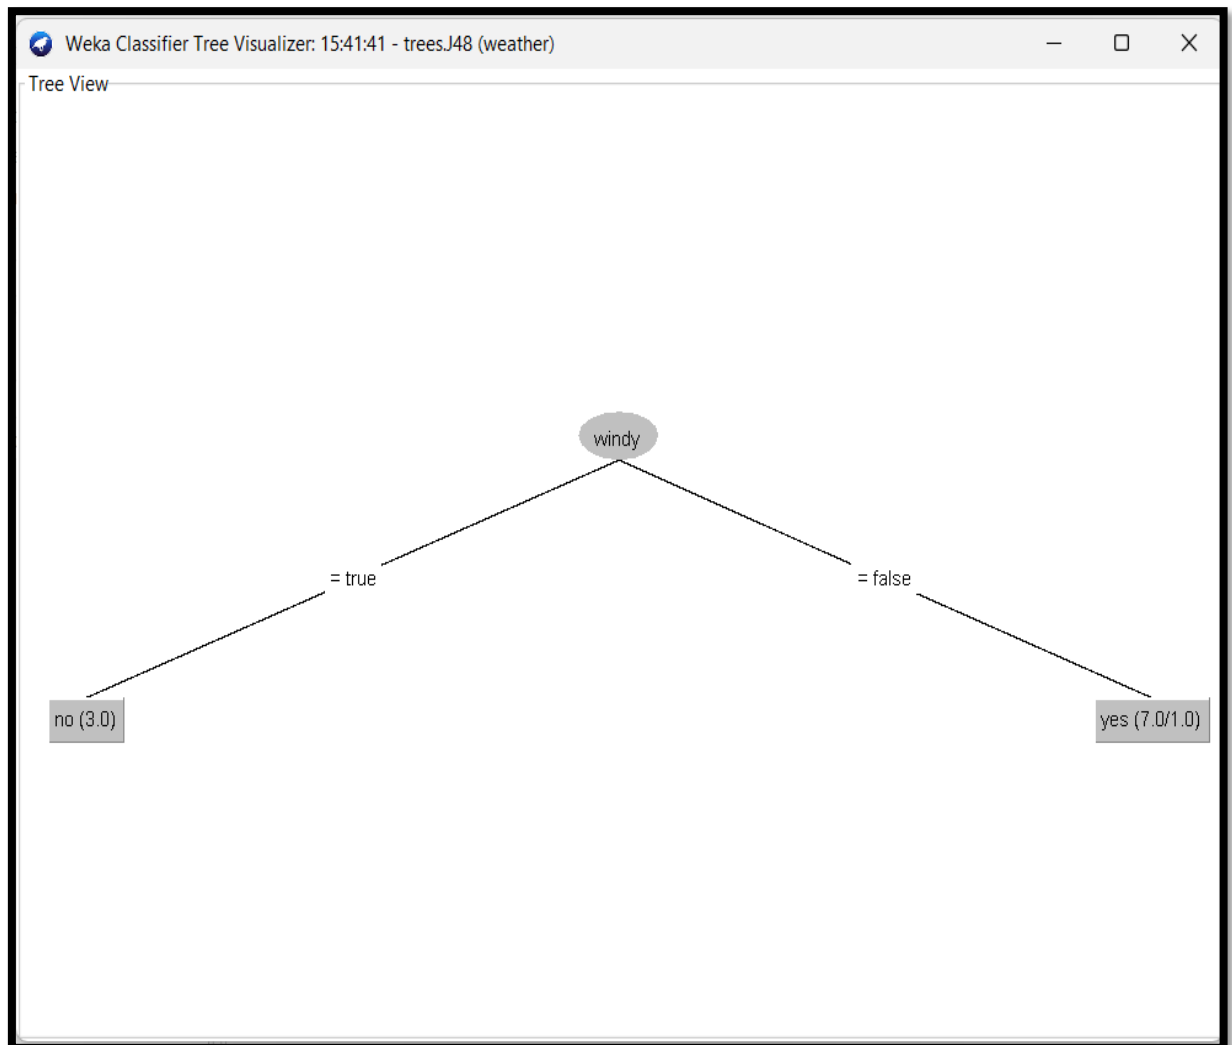 Weka Classifier Tree Visualizer: 15:41:41 - trees.J48 (weather)
Tree View
windy
= true
= false
no (3.0)
yes (7.0/1.0)